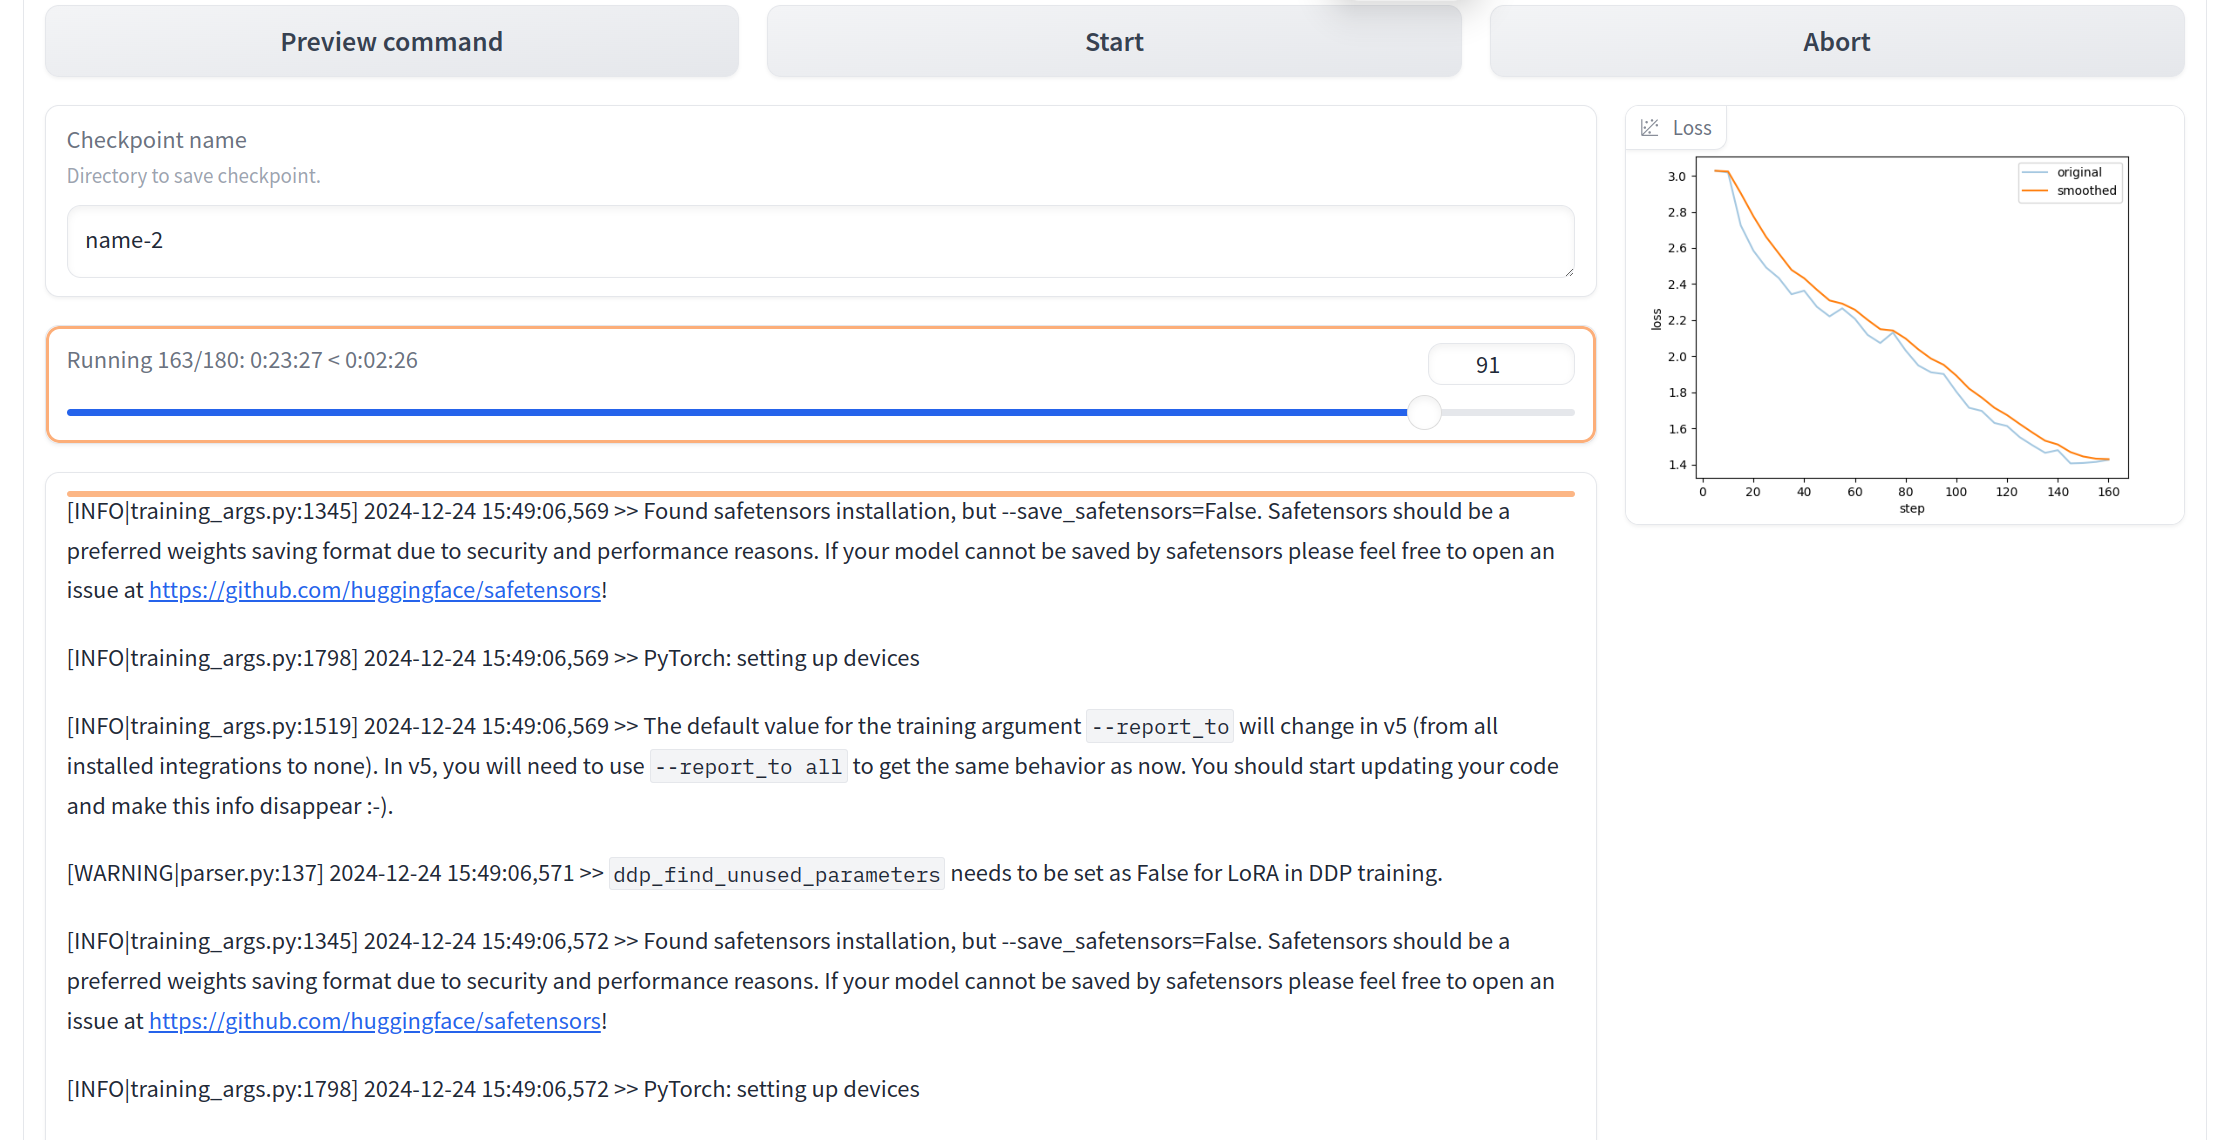 Preview command
Start
Abort
Checkpoint name
Directory to save checkpoint.
name-2
Running 163/180: 0:23:27 < 0:02:26
91
[INFO|training_args.py:1345] 2024-12-24 15:49:06,569 >> Found safetensors installation, but --save_safetensors=False. Safetensors should be a
preferred weights saving format due to security and performance reasons. If your model cannot be saved by safetensors please feel free to open an
issue at https://github.com/huggingface/safetensors!
[INFO|training_args.py:1798] 2024-12-24 15:49:06,569 >> PyTorch: setting up devices
[INFO|training_args.py:1519] 2024-12-24 15:49:06,569 >> The default value for the training argument --report_to will change in v5 (from all
installed integrations to none). In v5, you will need to use --report_to all to get the same behavior as now. You should start updating your code
and make this info disappear :-).
[WARNING|parser.py:137] 2024-12-24 15:49:06,571 >> ddp_find_unused_parameters needs to be set as False for LoRA in DDP training.
[INFO|training_args.py:1345] 2024-12-24 15:49:06,572 >> Found safetensors installation, but --save_safetensors=False. Safetensors should be a
preferred weights saving format due to security and performance reasons. If your model cannot be saved by safetensors please feel free to open an
issue at https://github.com/huggingface/safetensors!
[INFO|training_args.py:1798] 2024-12-24 15:49:06,572 >> PyTorch: setting up devices
Loss
original
smoothed
3.0
2.8
2.6
2.4
2.2
2.0
1.8
1.6
1.4
loss
0 20 40 60 80 100 120 140 160
step